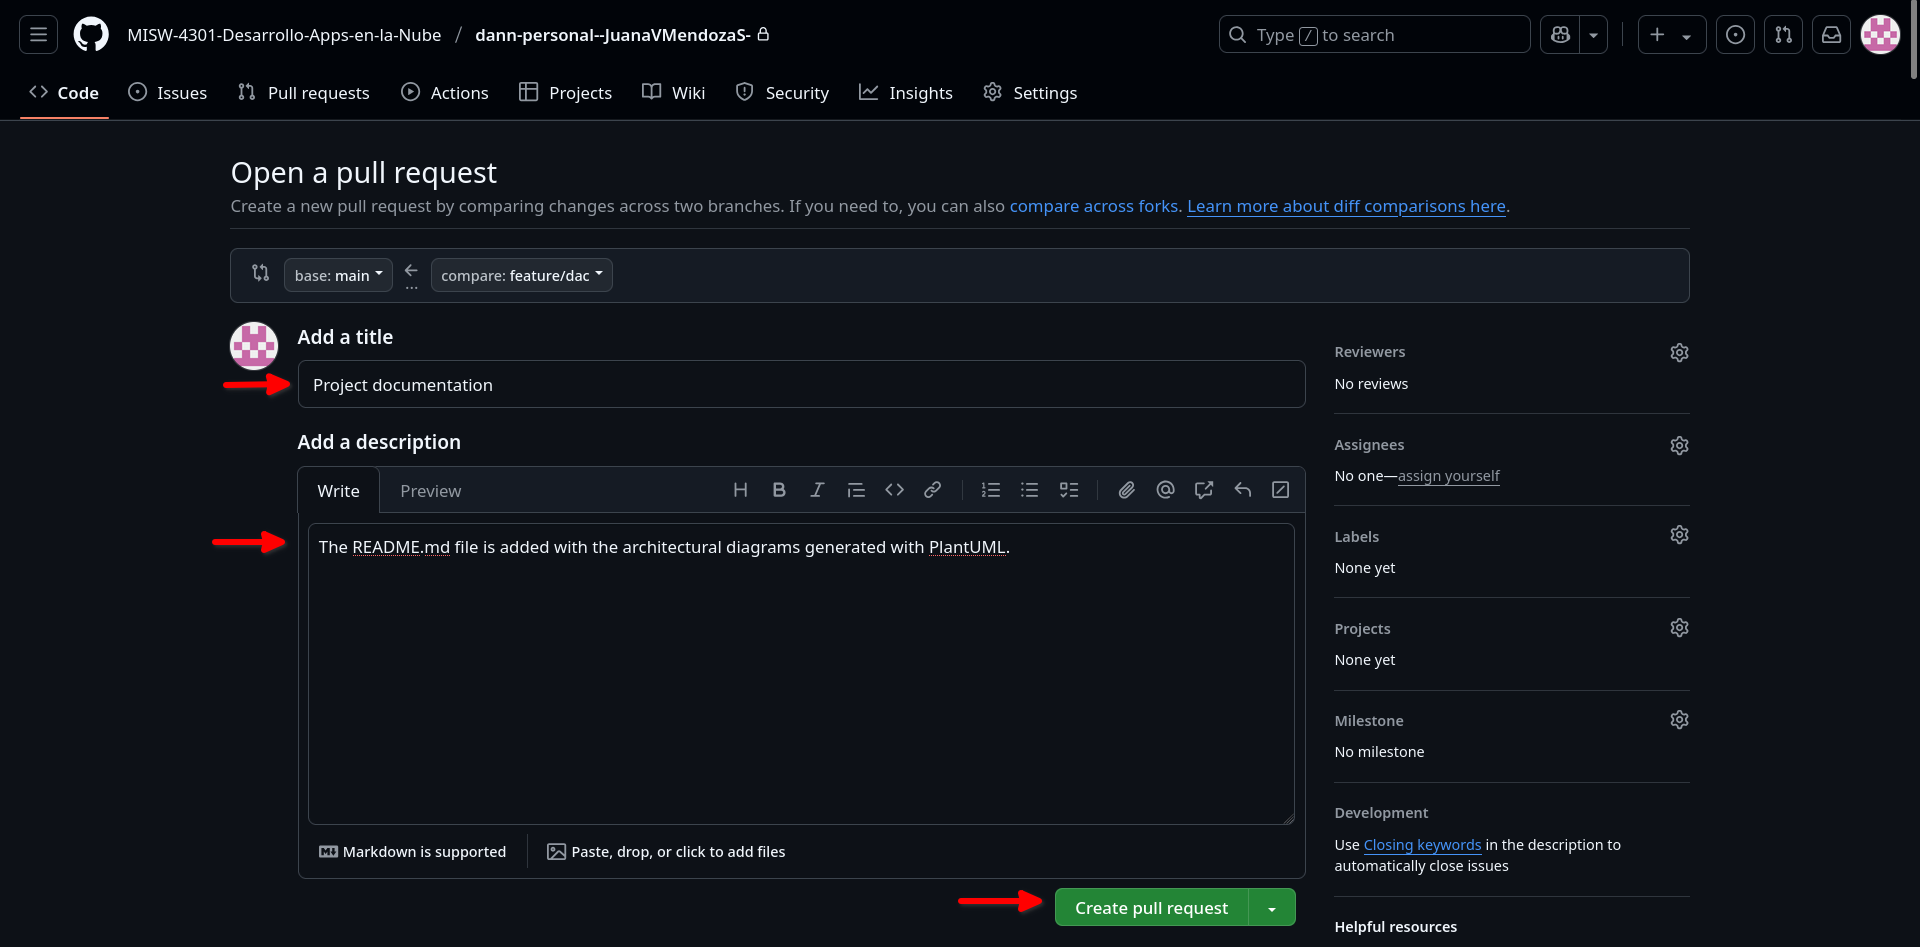 MISW-4301-Desarrollo-Apps-en-la-Nube / dann-personal--JuanaVMendozaS-
Type / to search
Code Issues Pull requests Actions Projects Wiki Security Insights Settings
Open a pull request
Create a new pull request by comparing changes across two branches. If you need to, you can also compare across forks. Learn more about diff comparisons here.
base: main compare: feature/dac
Add a title
Project documentation
Add a description
Write Preview
The README.md file is added with the architectural diagrams generated with PlantUML.
Markdown is supported
Paste, drop, or click to add files
Create pull request
Reviewers
No reviews
Assignees
No one—assign yourself
Labels
None yet
Projects
None yet
Milestone
No milestone
Development
Use Closing keywords in the description to
automatically close issues
Helpful resources